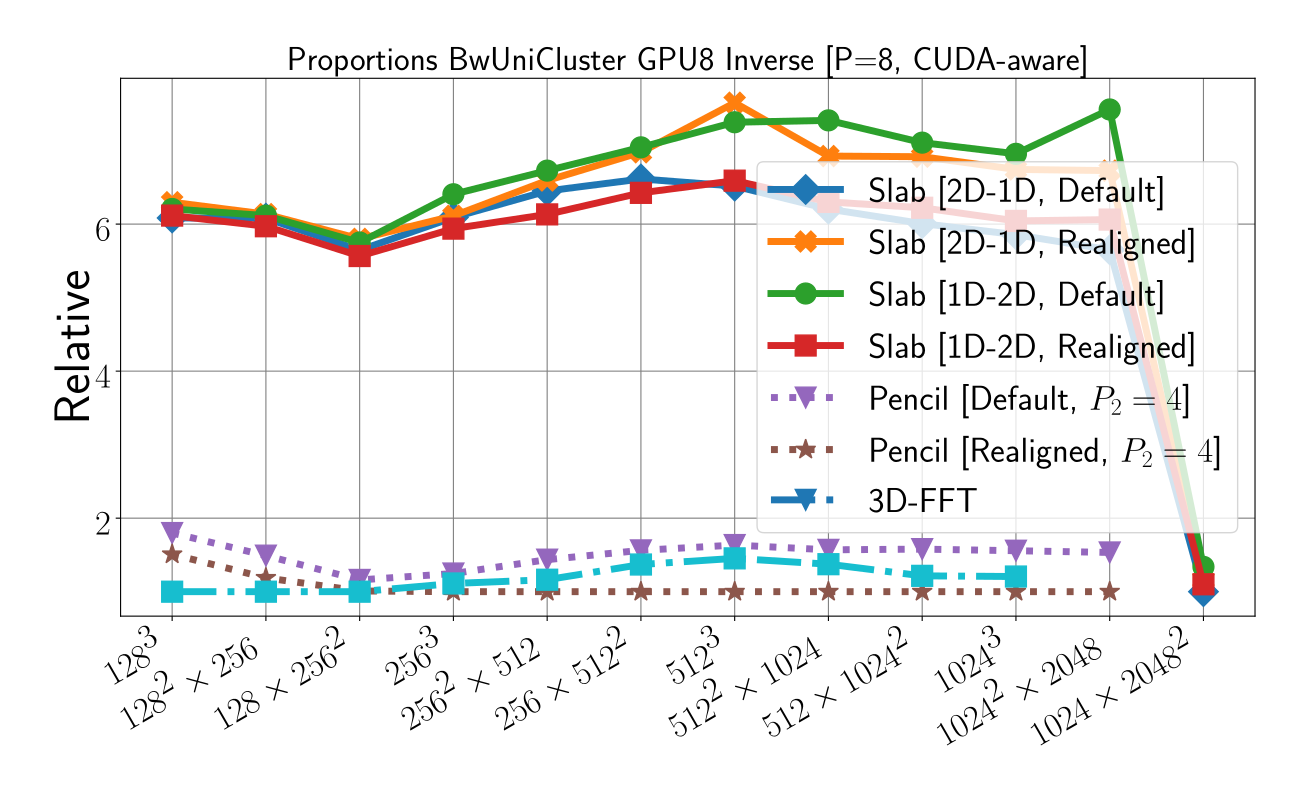 Proportions BwUniCluster GPU8 Inverse [P=8, CUDA-aware]
Relative
6
4
2
Slab [2D-1D, Default]
Slab [2D-1D, Realigned]
Slab [1D-2D, Default]
Slab [1D-2D, Realigned]
Pencil [Default, P₂ = 4]
Pencil [Realigned, P₂ = 4]
3D-FFT
128³
128² × 256
128 × 256²
256³
256² × 512
256 × 512²
512³
512² × 1024
512 × 1024²
1024³
1024² × 2048
1024 × 2048²